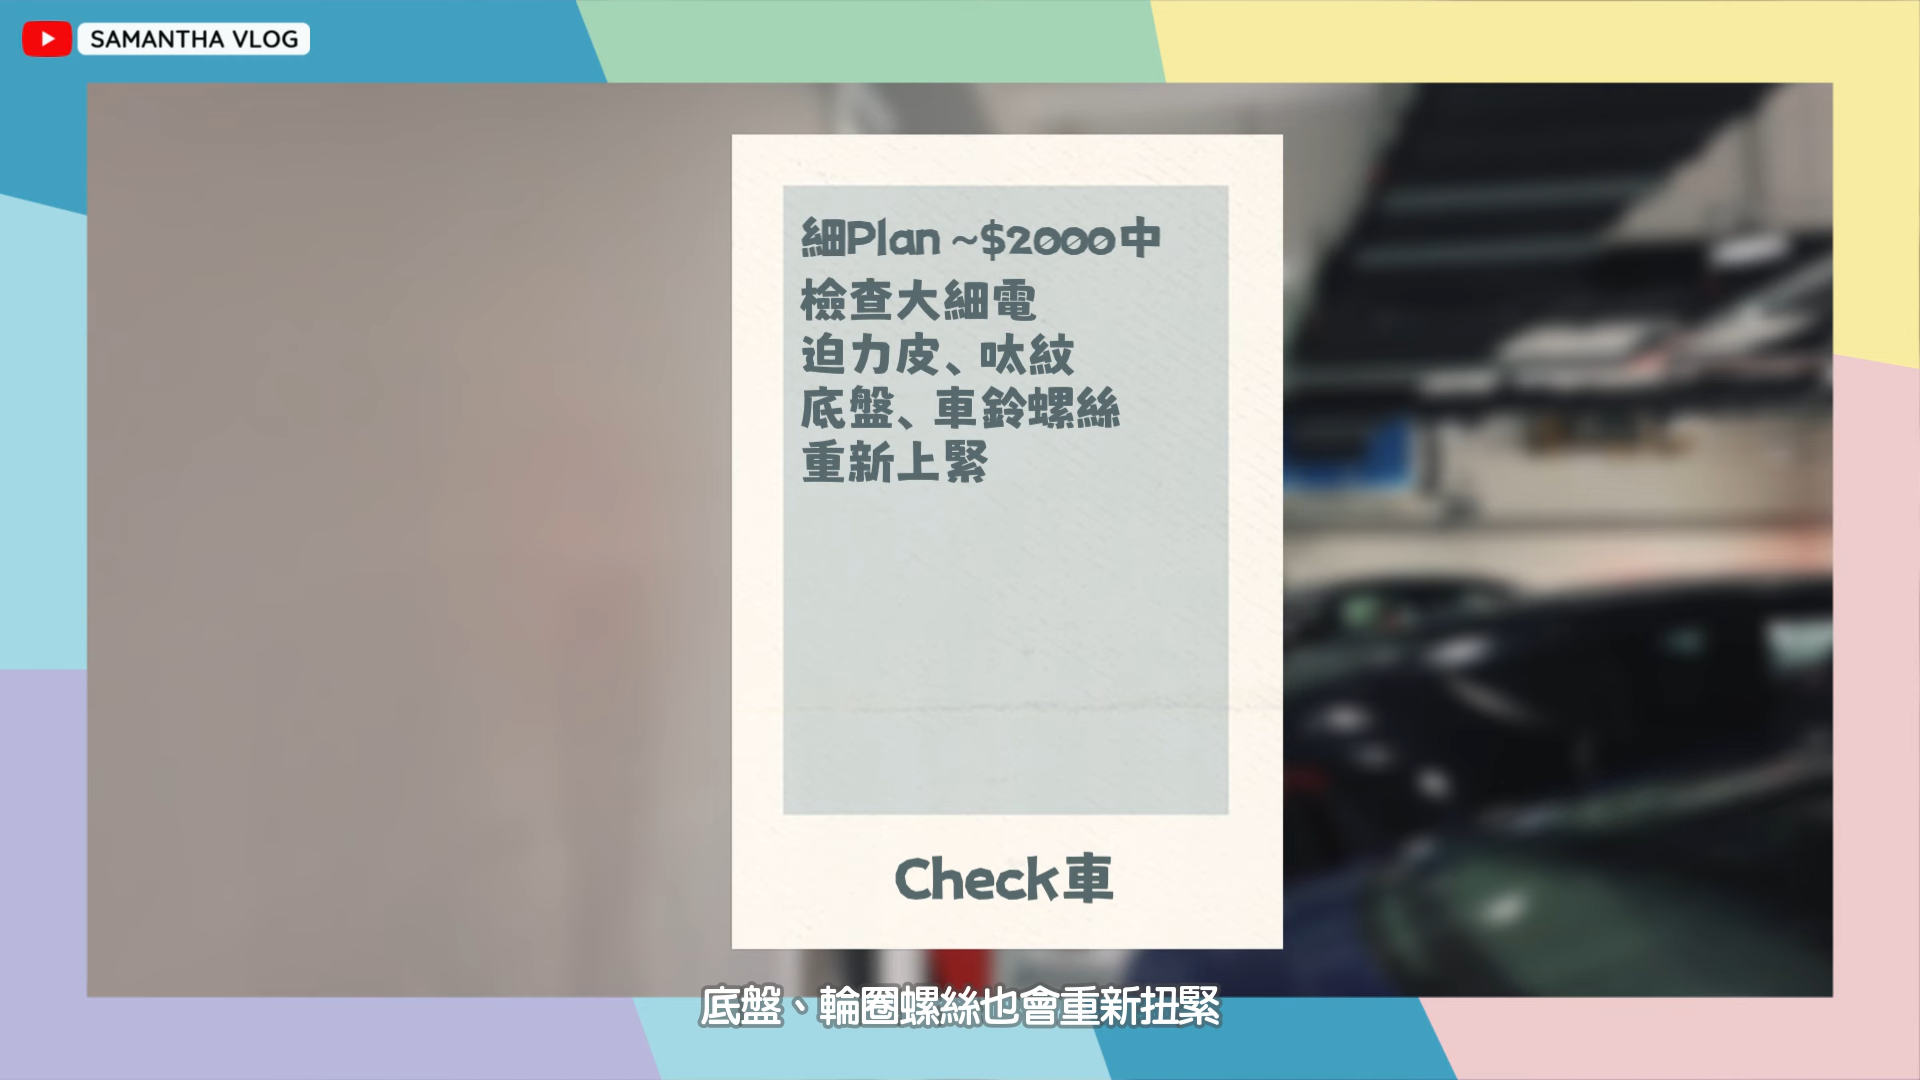 SAMANTHA VLOG
細Plan ~$2000中
檢查大細電
迫力皮、呔紋
底盤、車鈴螺絲
重新上緊
Check車
底盤、輪圈螺絲也會重新扭緊